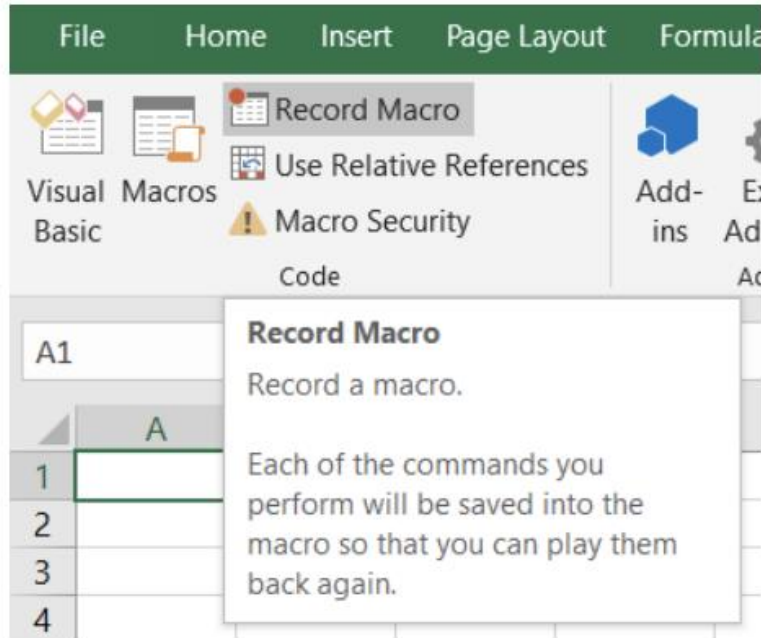 File Home Insert Page Layout Formula
Record Macro
Use Relative References
Macro Security
Visual Basic
Macros
Code
Add-ins
A1
Record Macro
Record a macro.
Each of the commands you
perform will be saved into the
macro so that you can play them
back again.
A
1
2
3
4